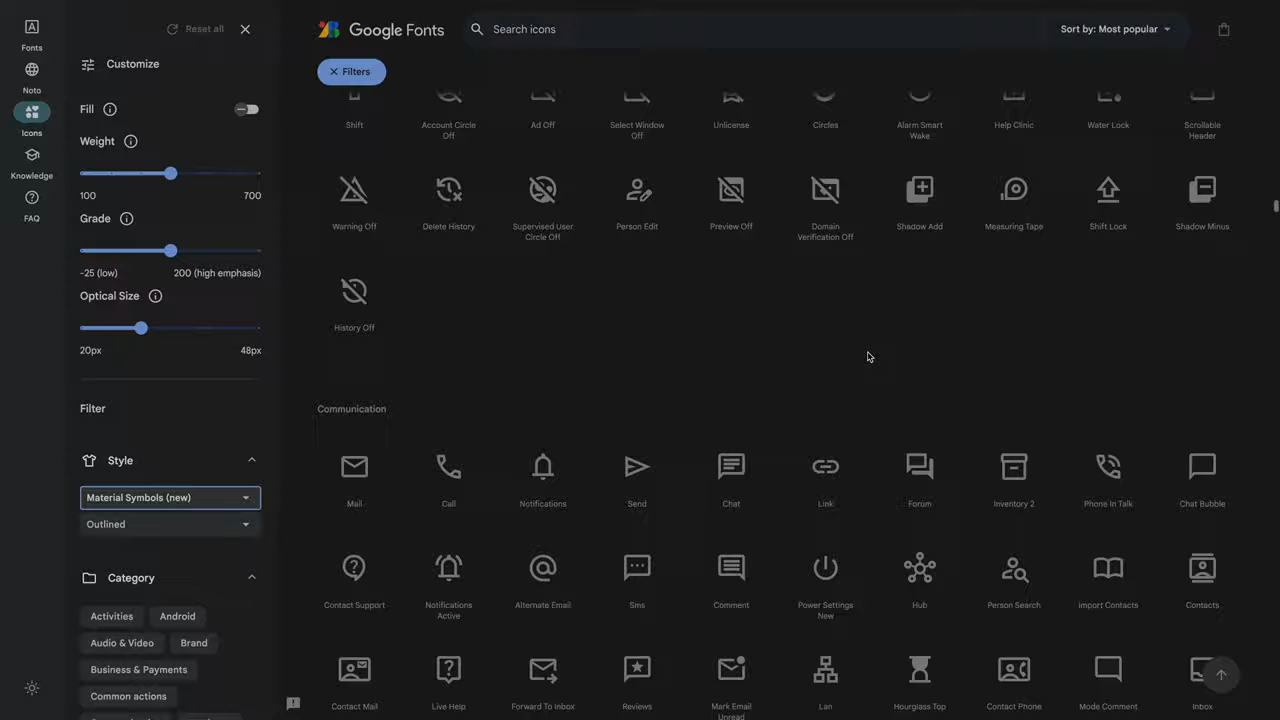 Fonts
Noto
Icons
Knowledge
FAQ
Reset all
Customize
Fill
Weight
100 700
Grade
-25 (low) 200 (high emphasis)
Optical Size
20px 48px
Filter
Style
Material Symbols (new)
Outlined
Category
Activities Android
Audio & Video Brand
Business & Payments
Common actions
Google Fonts
Search icons
Sort by: Most popular
Filters
Shift Account Circle Off Ad Off Select Window Off Unlicense Circles Alarm Smart Wake Help Clinic Water Lock Scrollable Header
Warning Off Delete History Supervised User Circle Off Person Edit Preview Off Domain Verification Off Shadow Add Measuring Tape Shift Lock Shadow Minus
History Off
Communication
Mail Call Notifications Send Chat Link Forum Inventory 2 Phone In Talk Chat Bubble
Contact Support Notifications Active Alternate Email Sms Comment Power Settings New Hub Person Search Import Contacts Contacts
Contact Mail Live Help Forward To Inbox Reviews Mark Email Unread Lan Hourglass Top Contact Phone Mode Comment Inbox